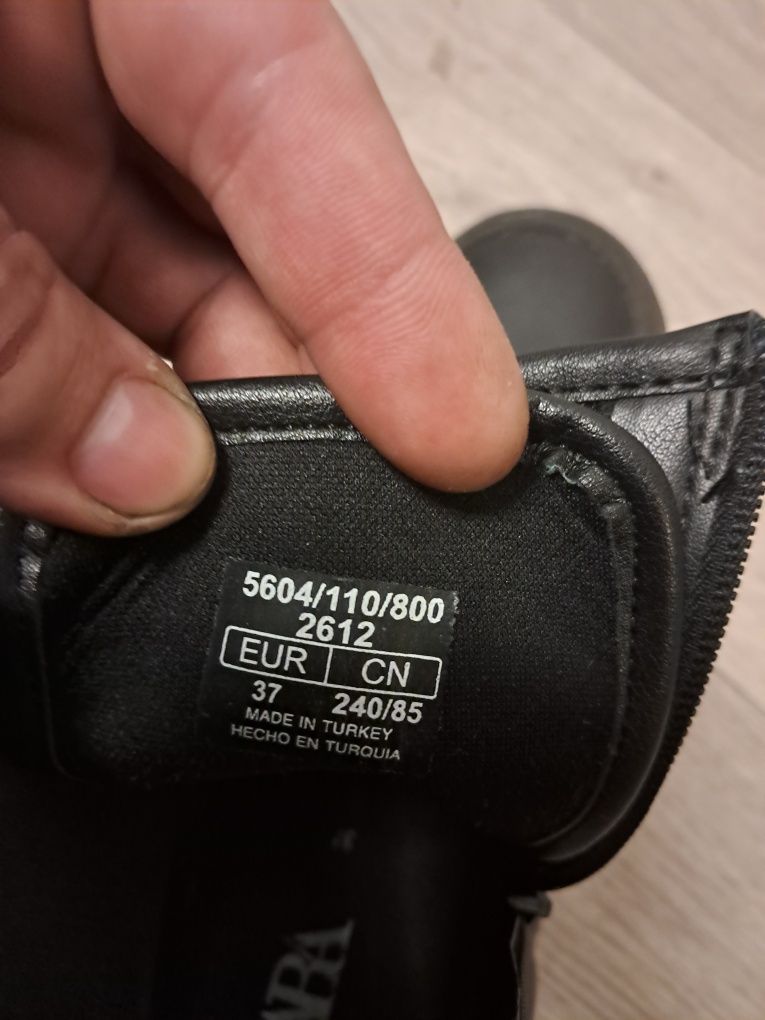 5604/110/800
2612
EUR CN
37 240/85
MADE IN TURKEY
HECHO EN TURQUIA